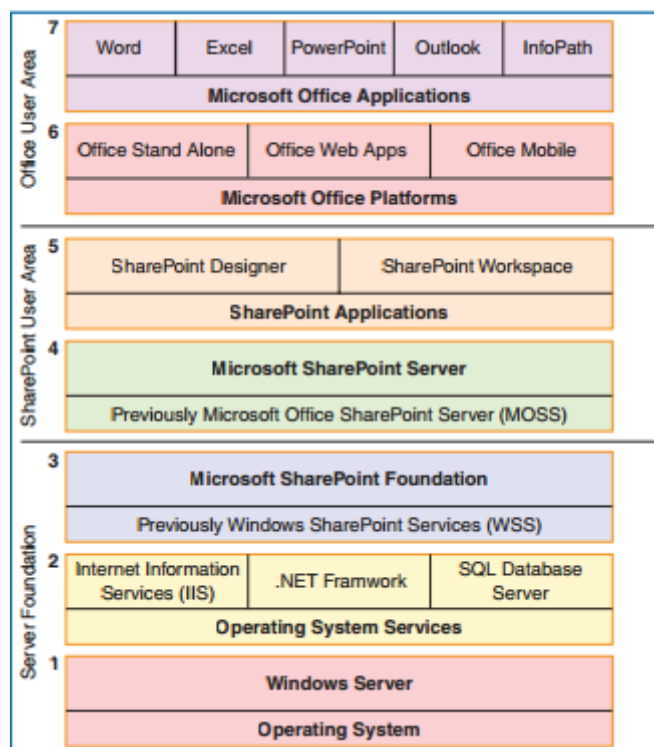 7
Word Excel PowerPoint Outlook InfoPath
Microsoft Office Applications
6
Office Stand Alone Office Web Apps Office Mobile
Microsoft Office Platforms
Office User Area
5
SharePoint Designer SharePoint Workspace
SharePoint Applications
4
Microsoft SharePoint Server
Previously Microsoft Office SharePoint Server (MOSS)
SharePoint User Area
3
Microsoft SharePoint Foundation
Previously Windows SharePoint Services (WSS)
2
Internet Information
Services (IIS)
.NET Framwork
SQL Database
Server
Operating System Services
1
Windows Server
Operating System
Server Foundation